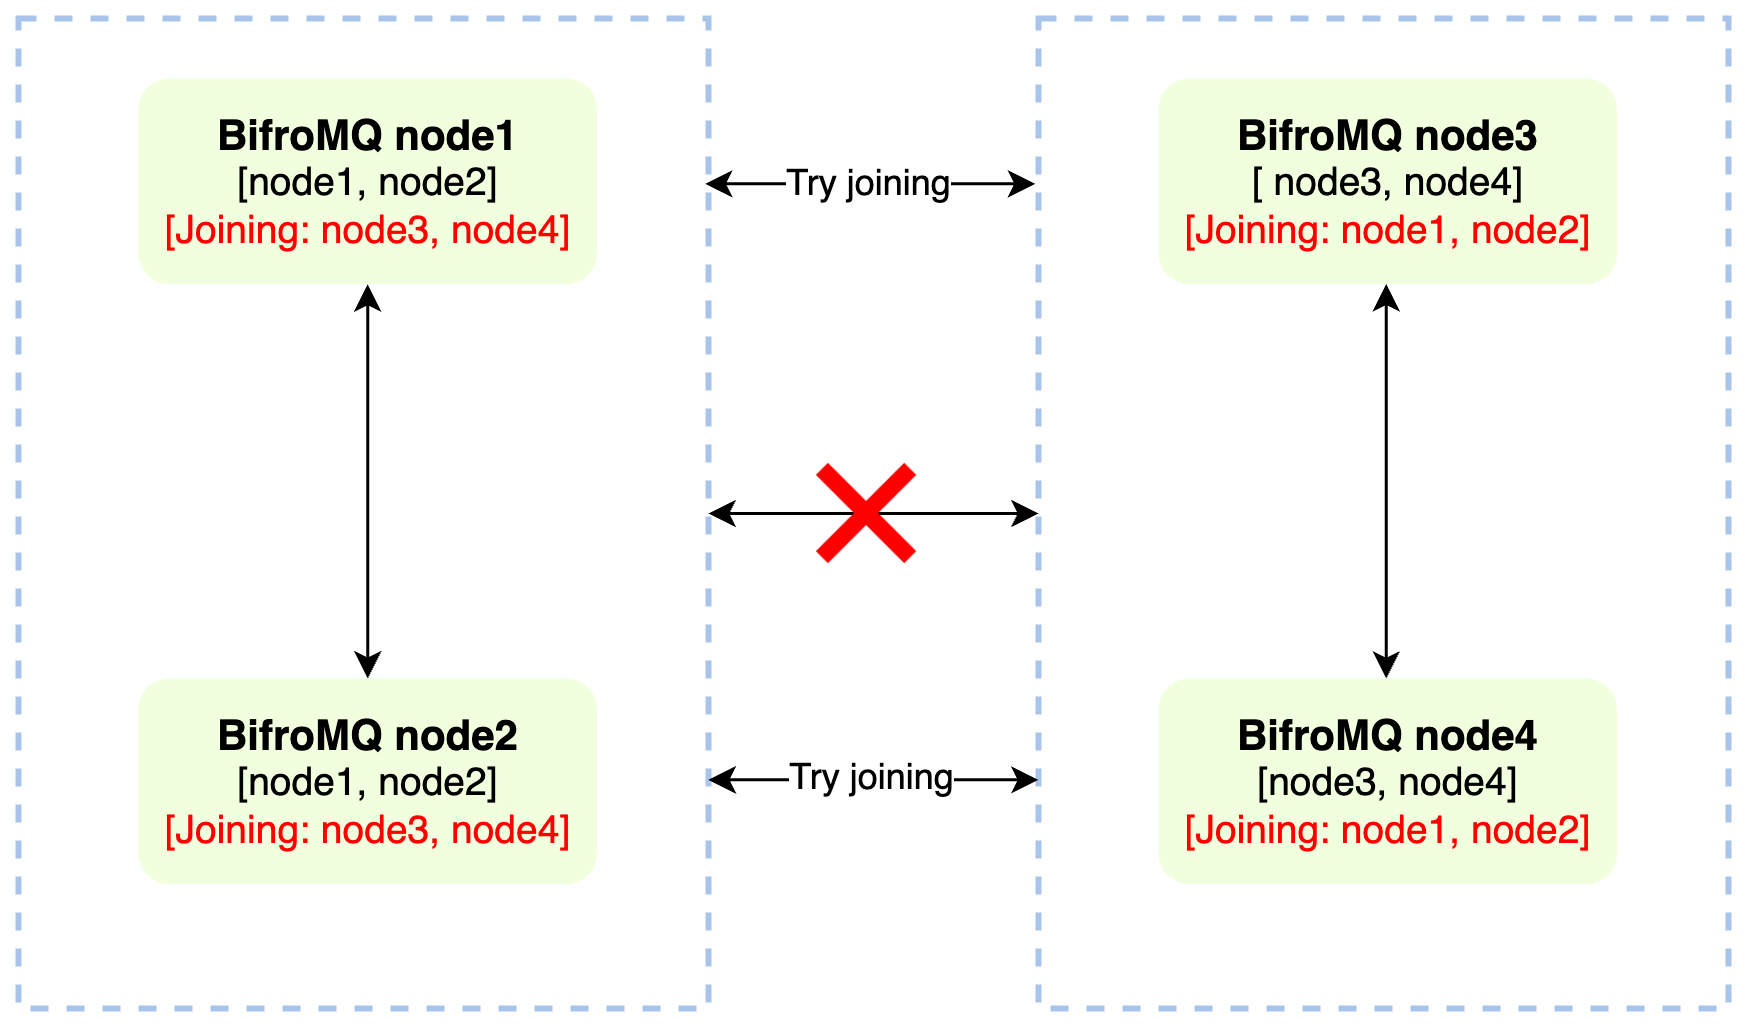 BifroMQ node1
[node1, node2]
[Joining: node3, node4]
Try joining
BifroMQ node3
[ node3, node4]
[Joining: node1, node2]
BifroMQ node2
[node1, node2]
[Joining: node3, node4]
Try joining
BifroMQ node4
[node3, node4]
[Joining: node1, node2]